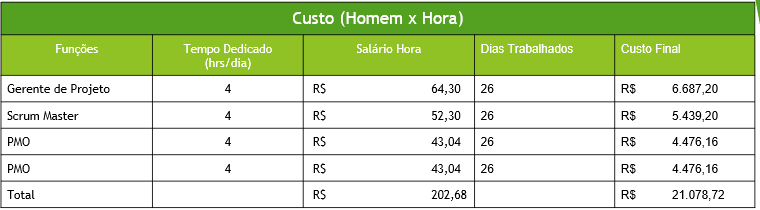 Custo (Homem x Hora)
Funções Tempo Dedicado (hrs/dia) Salário Hora Dias Trabalhados Custo Final
Gerente de Projeto 4 R$ 64,30 26 R$ 6.687,20
Scrum Master 4 R$ 52,30 26 R$ 5.439,20
PMO 4 R$ 43,04 26 R$ 4.476,16
PMO 4 R$ 43,04 26 R$ 4.476,16
Total R$ 202,68 R$ 21.078,72